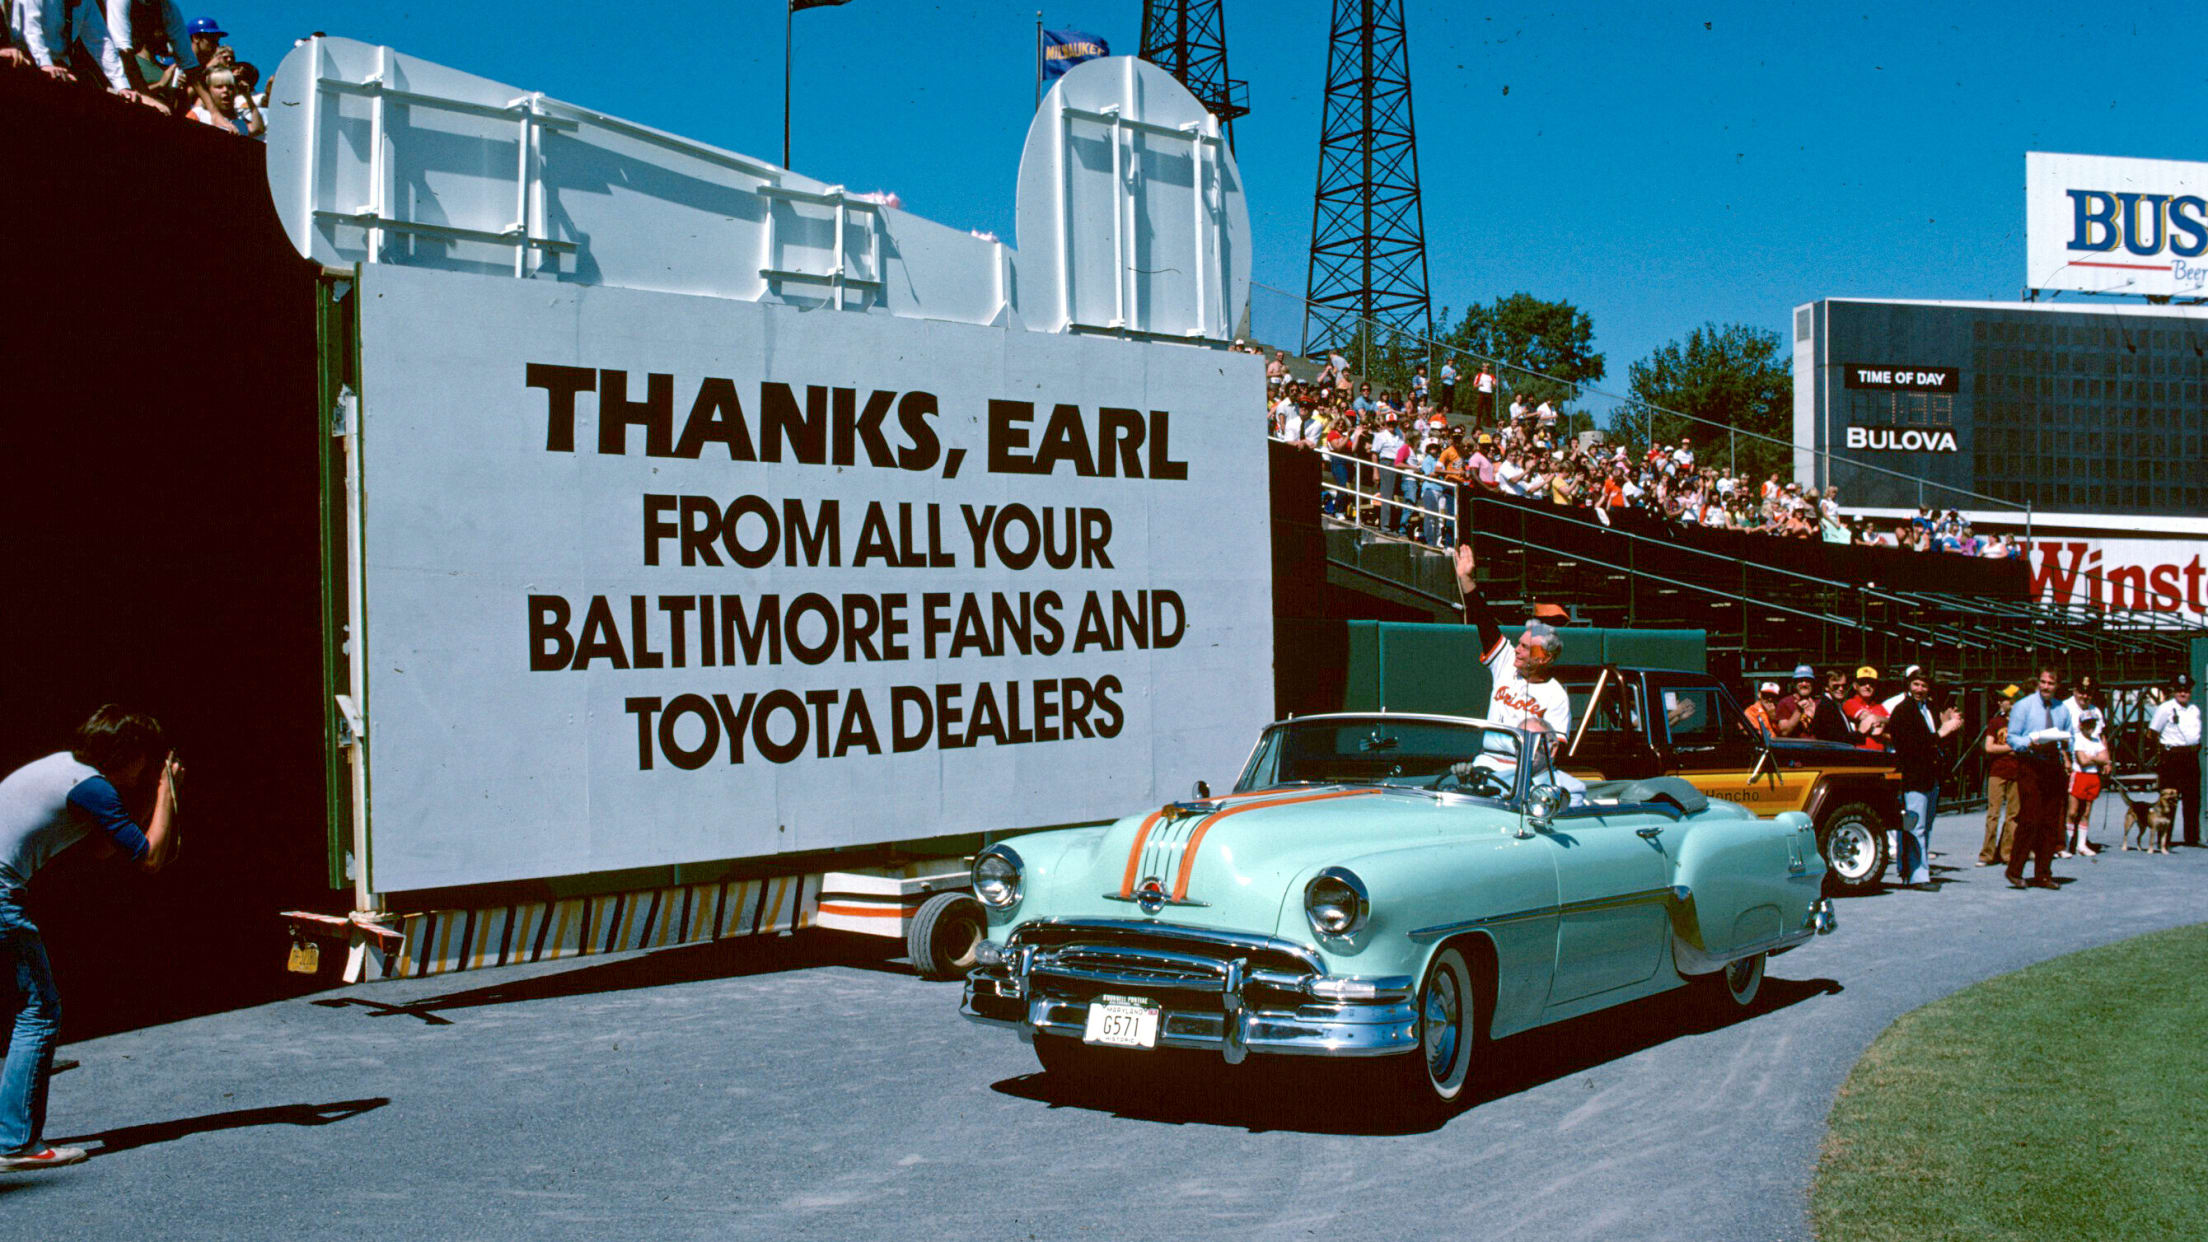 MILWAUKEE
BUS
Beer
THANKS, EARL
FROM ALL YOUR
BALTIMORE FANS AND
TOYOTA DEALERS
TIME OF DAY
BULOVA
Winst
Orioles
Honcho
MARYLAND
G571
HISTORIC